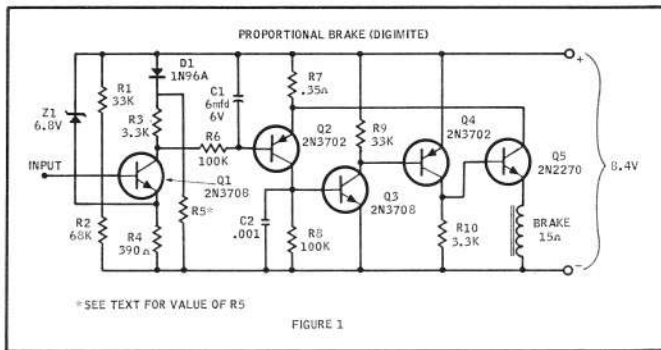 PROPORTIONAL BRAKE (DIGIMITE)
D1
1N96A
+
R1
33K
C1
6mfd
6V
R7
.35Ω
Z1
6.8V
R3
3.3K
Q2
2N3702
R9
33K
Q4
2N3702
R6
100K
Q5
2N2270
8.4V
INPUT
Q1
2N3708
Q3
2N3708
R2
68K
R4
390Ω
R5*
C2
.001
R8
100K
R10
3.3K
BRAKE
15Ω
−
*SEE TEXT FOR VALUE OF R5
FIGURE 1